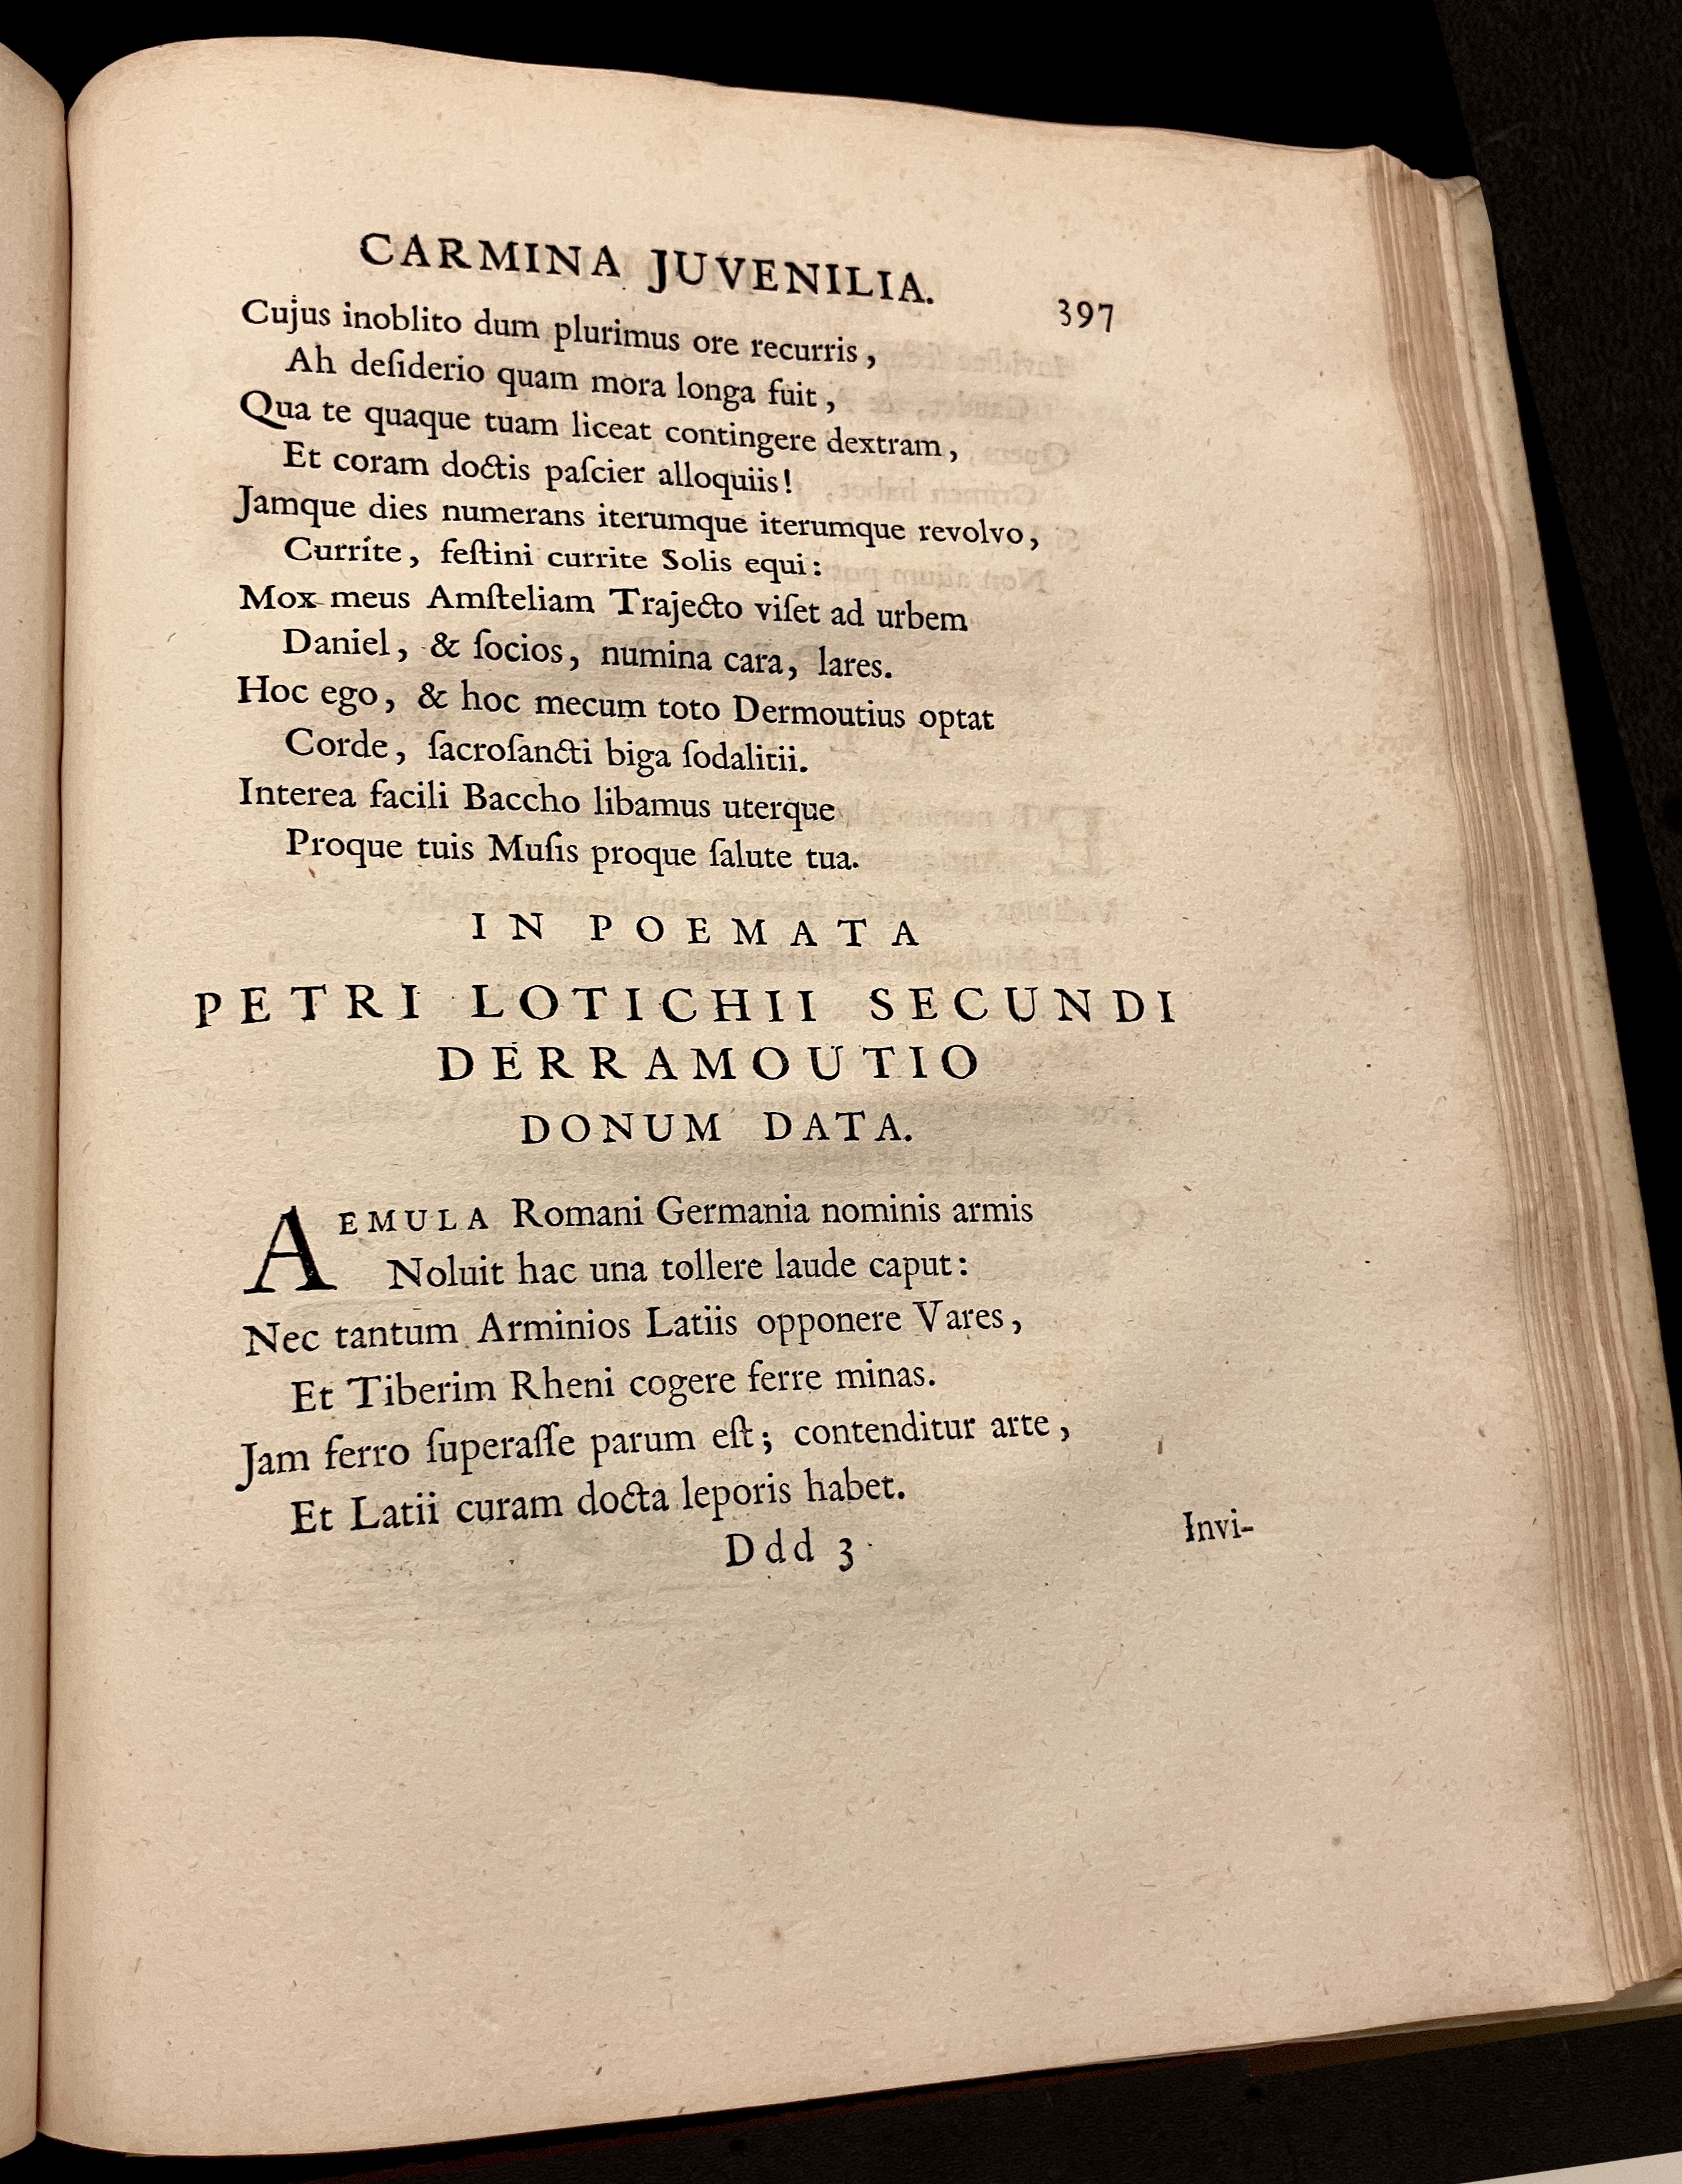 CARMINA JUVENILIA. 397
Cujus inoblito dum plurimus ore recurris,
Ah deſiderio quam mora longa fuit,
Qua te quaque tuam liceat contingere dextram,
Et coram doctis paſcier alloquiis!
Jamque dies numerans iterumque iterumque revolvo,
Currite, feſtini currite Solis equi:
Mox meus Amſteliam Trajecto viſet ad urbem
Daniel, & ſocios, numina cara, lares.
Hoc ego, & hoc mecum toto Dermoutius optat
Corde, ſacroſancti biga ſodalitii.
Interea facili Baccho libamus uterque
Proque tuis Muſis proque ſalute tua.
IN POEMATA
PETRI LOTICHII SECUNDI
DERRAMOUTIO
DONUM DATA.
AEMULA Romani Germania nominis armis
Noluit hac una tollere laude caput:
Nec tantum Arminios Latiis opponere Vares,
Et Tiberim Rheni cogere ferre minas.
Jam ferro ſuperaſſe parum eſt; contenditur arte,
Et Latii curam docta leporis habet.
Ddd 3 Invi-